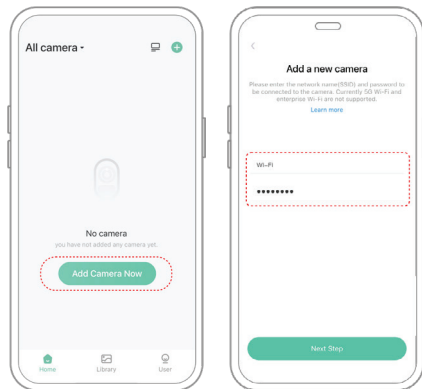 All camera
No camera
you have not added any camera yet.
Add Camera Now
Home
Library
User
Add a new camera
Please enter the network name(SSID) and password to
be connected to the camera. Currently 5G Wi-Fi and
enterprise Wi-Fi are not supported.
Learn more
Wi-Fi
••••••••
Next Step